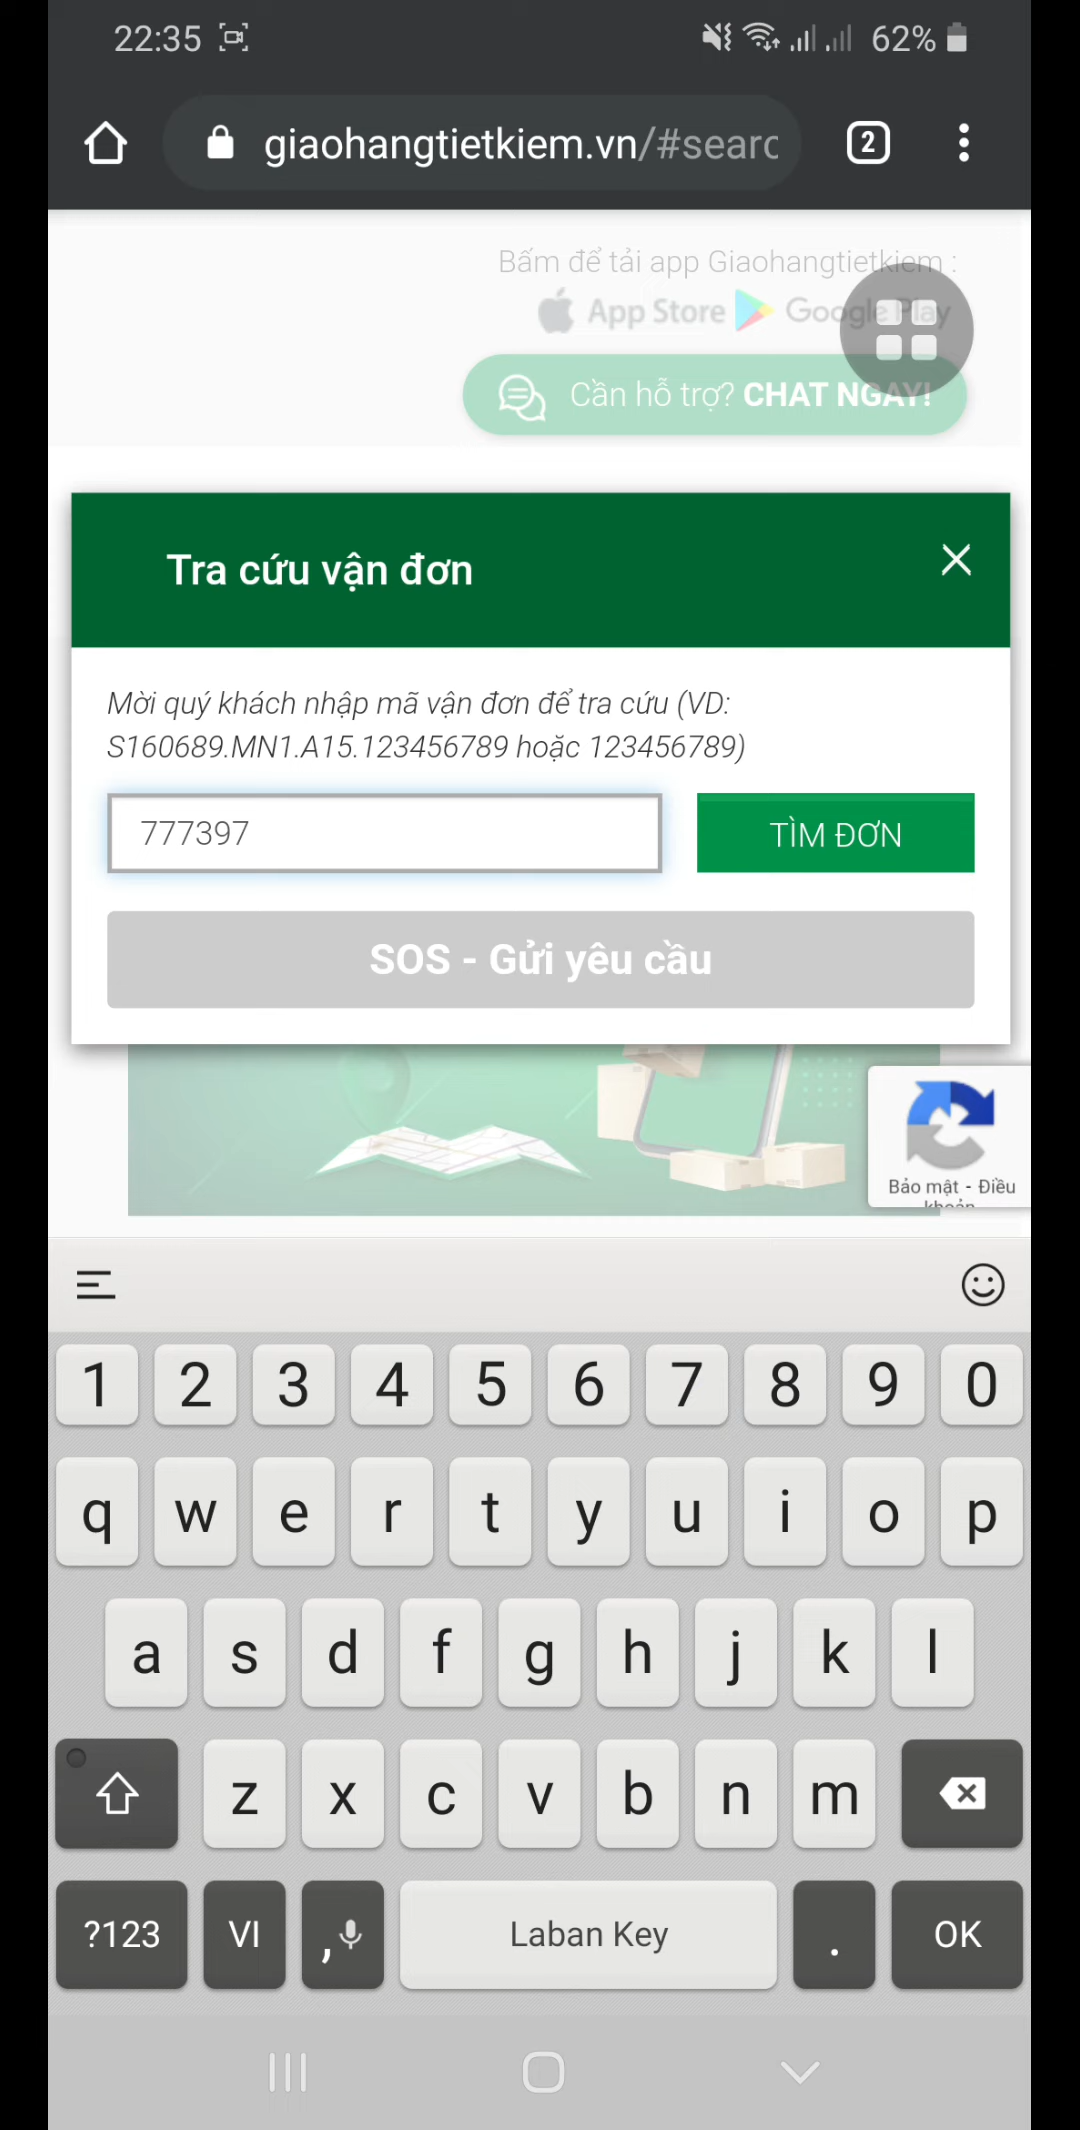 22:35
62%
giaohangtietkiem.vn/#searc
2
Bấm để tải app Giaohangtietkiem :
App Store
Google Play
Cần hỗ trợ? CHAT NGAY!
Tra cứu vận đơn
Mời quý khách nhập mã vận đơn để tra cứu (VD:
S160689.MN1.A15.123456789 hoặc 123456789)
777397
TÌM ĐƠN
SOS - Gửi yêu cầu
Bảo mật - Điều
khoản
1 2 3 4 5 6 7 8 9 0
q w e r t y u i o p
a s d f g h j k l
z x c v b n m
?123 VI , Laban Key . OK